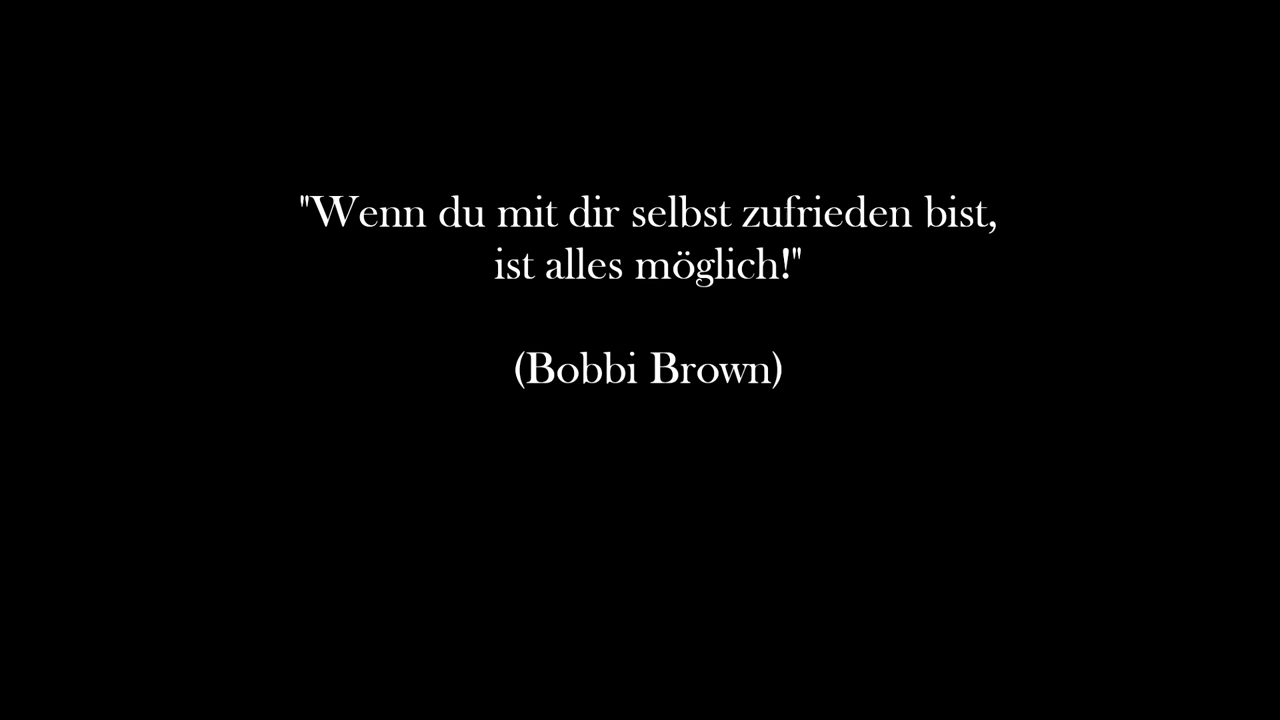 "Wenn du mit dir selbst zufrieden bist,
ist alles möglich!"
(Bobbi Brown)